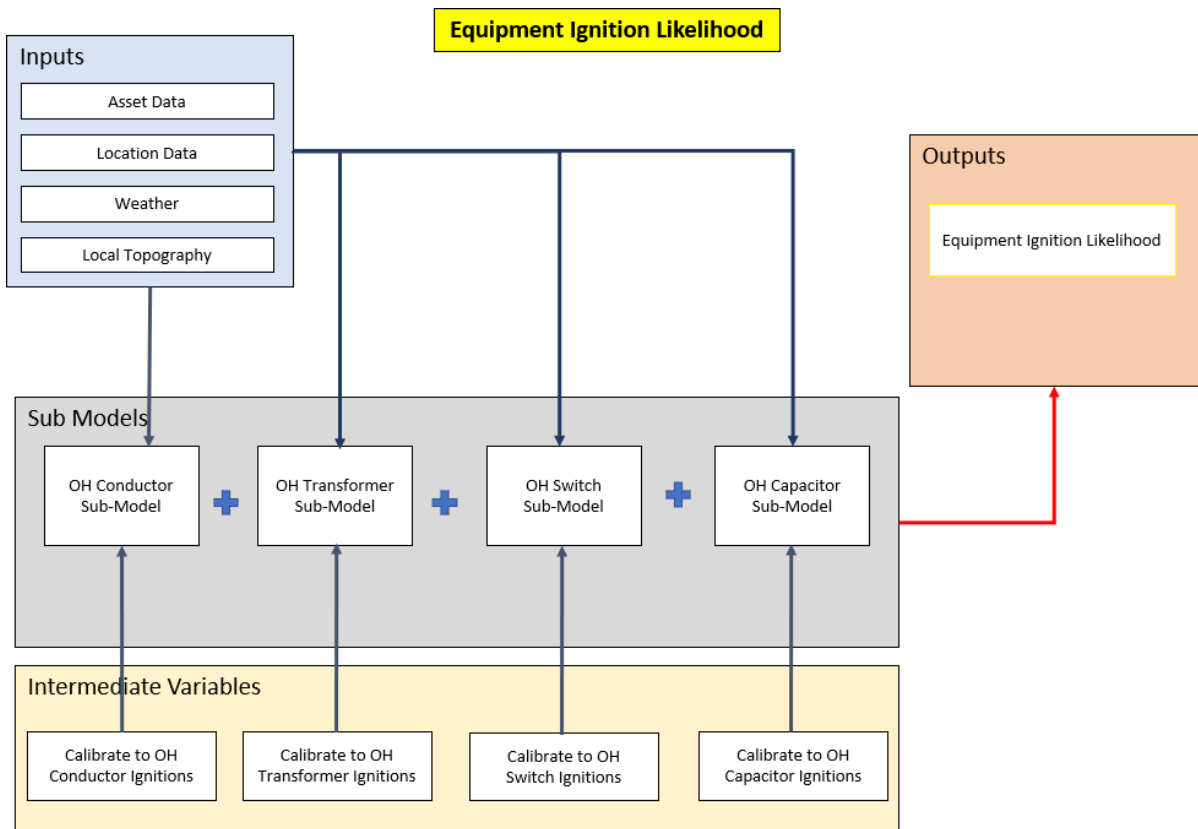 Equipment Ignition Likelihood
Inputs
Asset Data
Location Data
Weather
Local Topography
Outputs
Equipment Ignition Likelihood
Sub Models
OH Conductor
Sub-Model
OH Transformer
Sub-Model
OH Switch
Sub-Model
OH Capacitor
Sub-Model
Intermediate Variables
Calibrate to OH
Conductor Ignitions
Calibrate to OH
Transformer Ignitions
Calibrate to OH
Switch Ignitions
Calibrate to OH
Capacitor Ignitions